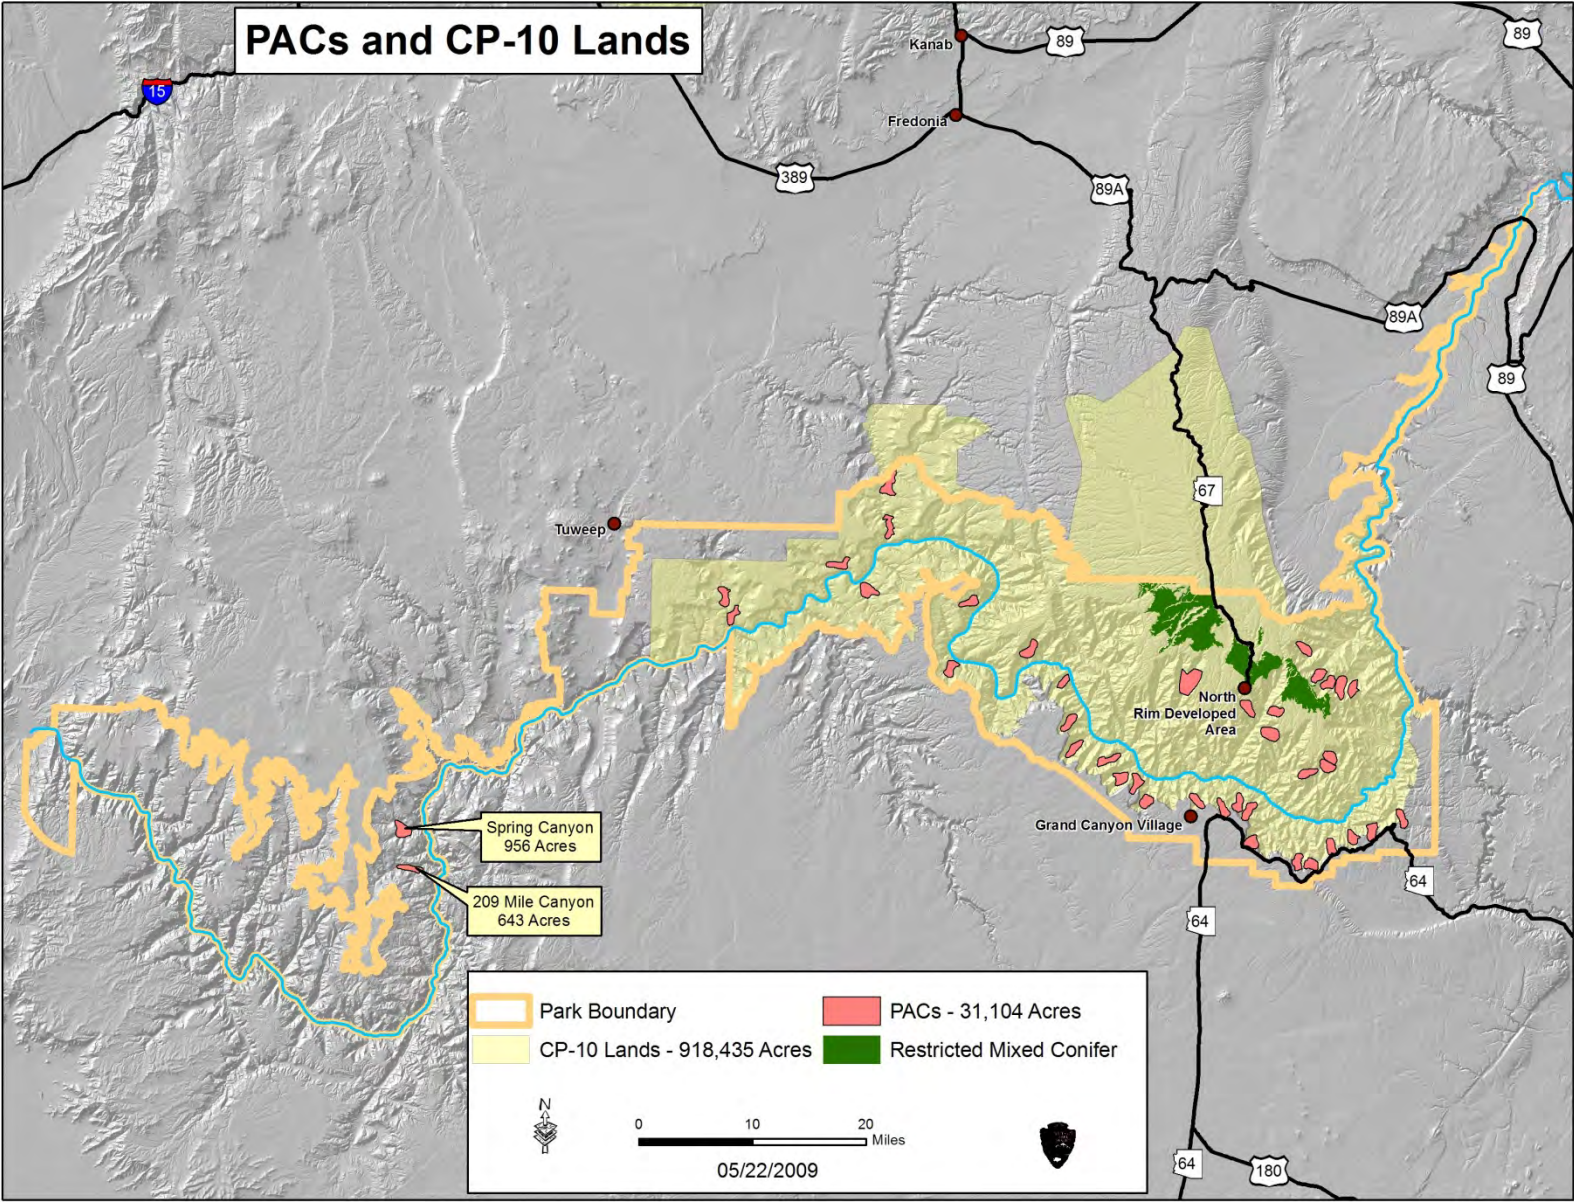 PACs and CP-10 Lands
Kanab
89
89
15
Fredonia
389
89A
89A
89
67
Tuweep
North
Rim Developed
Area
Spring Canyon
956 Acres
Grand Canyon Village
209 Mile Canyon
643 Acres
64
64
Park Boundary
PACs - 31,104 Acres
CP-10 Lands - 918,435 Acres
Restricted Mixed Conifer
N
0 10 20
Miles
05/22/2009
64
180